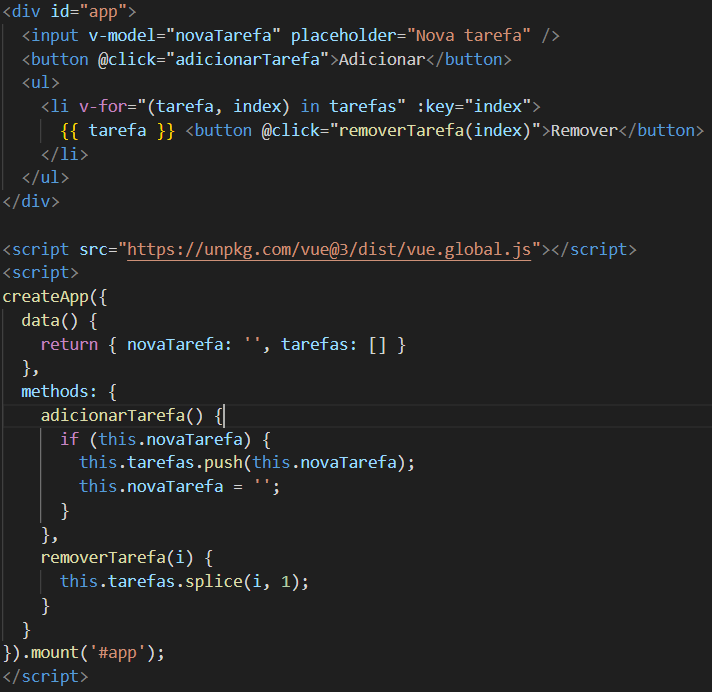 <div id="app">
  <input v-model="novaTarefa" placeholder="Nova tarefa" />
  <button @click="adicionarTarefa">Adicionar</button>
  <ul>
    <li v-for="(tarefa, index) in tarefas" :key="index">
      {{ tarefa }} <button @click="removerTarefa(index)">Remover</button>
    </li>
  </ul>
</div>

<script src="https://unpkg.com/vue@3/dist/vue.global.js"></script>
<script>
createApp({
  data() {
    return { novaTarefa: '', tarefas: [] }
  },
  methods: {
    adicionarTarefa() {
      if (this.novaTarefa) {
        this.tarefas.push(this.novaTarefa);
        this.novaTarefa = '';
      }
    },
    removerTarefa(i) {
      this.tarefas.splice(i, 1);
    }
  }
}).mount('#app');
</script>